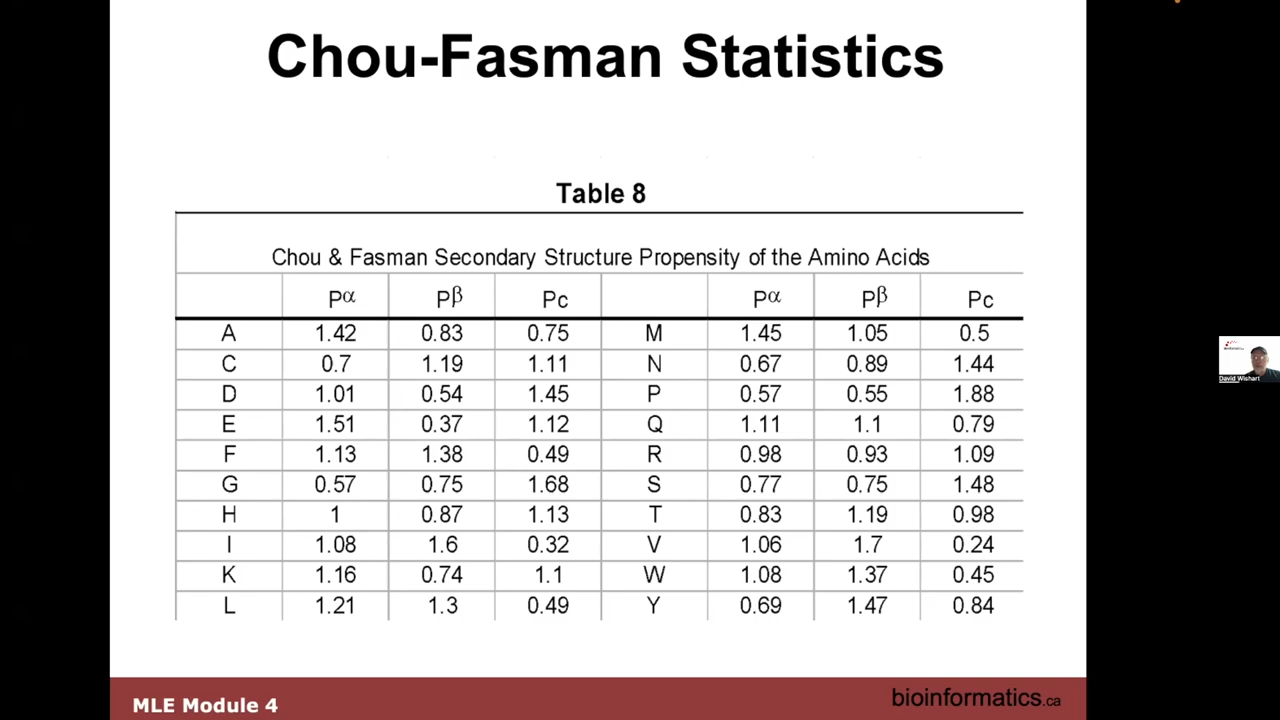 Chou-Fasman Statistics
Table 8
Chou & Fasman Secondary Structure Propensity of the Amino Acids
Pα Pβ Pc Pα Pβ Pc
A 1.42 0.83 0.75 M 1.45 1.05 0.5
C 0.7 1.19 1.11 N 0.67 0.89 1.44
D 1.01 0.54 1.45 P 0.57 0.55 1.88
E 1.51 0.37 1.12 Q 1.11 1.1 0.79
F 1.13 1.38 0.49 R 0.98 0.93 1.09
G 0.57 0.75 1.68 S 0.77 0.75 1.48
H 1 0.87 1.13 T 0.83 1.19 0.98
I 1.08 1.6 0.32 V 1.06 1.7 0.24
K 1.16 0.74 1.1 W 1.08 1.37 0.45
L 1.21 1.3 0.49 Y 0.69 1.47 0.84
David Wishart
MLE Module 4
bioinformatics.ca